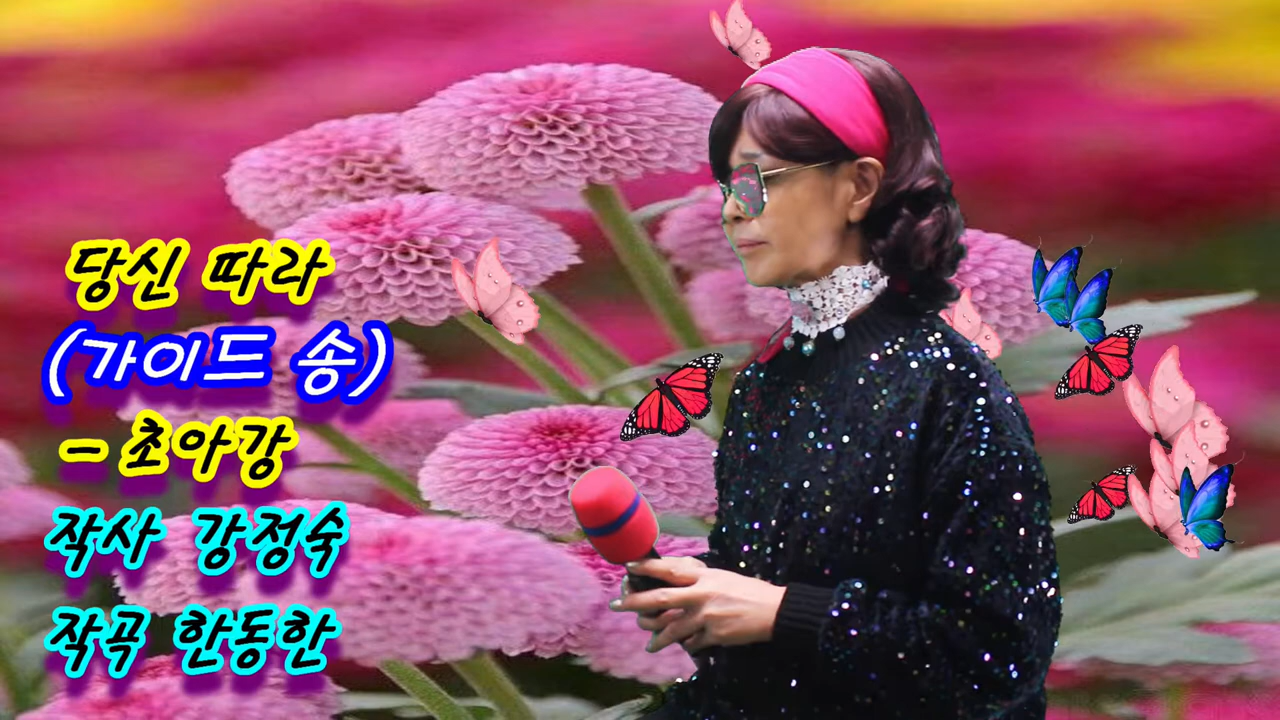 당신 따라
(가이드 송)
- 초아강
작사 강정숙
작곡 한동한